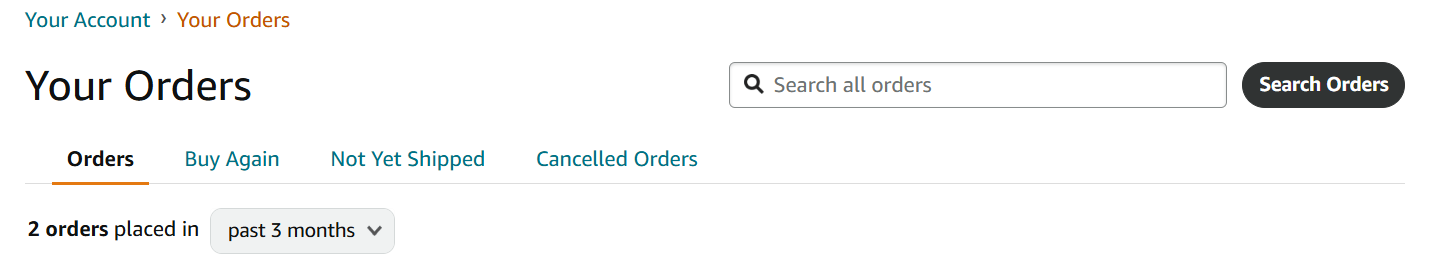 Your Account › Your Orders
Your Orders
Search all orders
Search Orders
Orders Buy Again Not Yet Shipped Cancelled Orders
2 orders placed in past 3 months